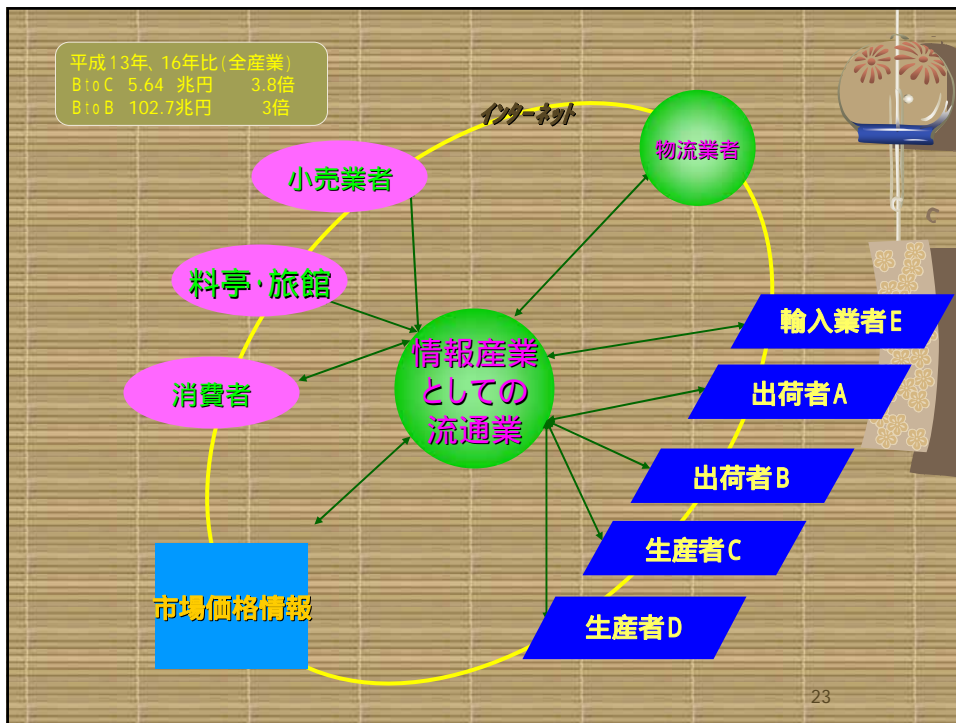 平成13年、16年比(全産業)
BtoC 5.64 兆円 3.8倍
BtoB 102.7兆円 3倍
インターネット
物流業者
小売業者
料亭・旅館
消費者
情報産業
としての
流通業
輸入業者E
出荷者A
出荷者B
生産者C
生産者D
市場価格情報
C
23